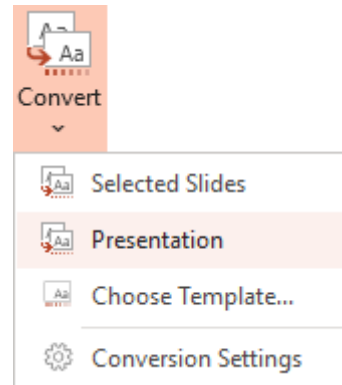 Aa
Aa
Convert
Aa
Selected Slides
Aa
Presentation
Aa
Choose Template...
Conversion Settings